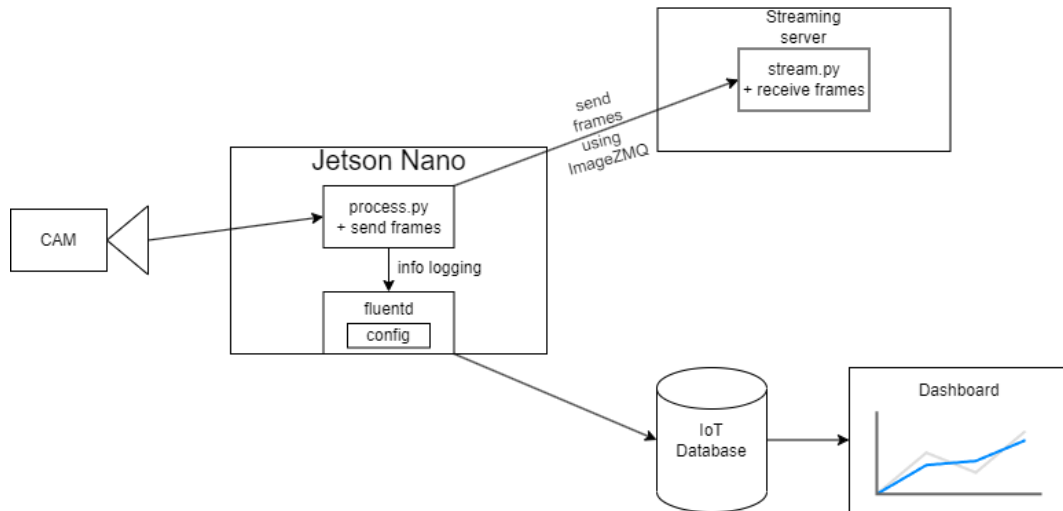 Streaming
server
stream.py
+ receive frames
send
frames
using
ImageZMQ
Jetson Nano
process.py
+ send frames
CAM
info logging
fluentd
config
IoT
Database
Dashboard